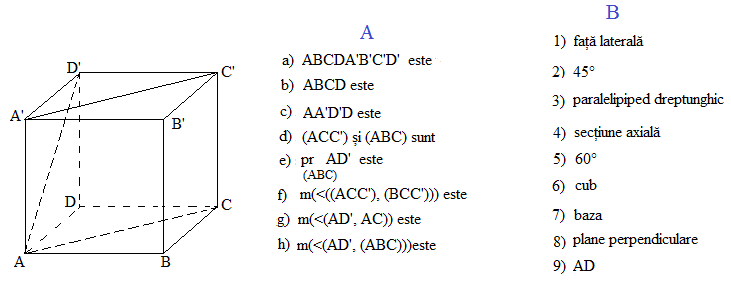 D'
C'
A'
B'
D
C
A
B
A
a) ABCDA'B'C'D' este
b) ABCD este
c) AA'D'D este
d) (ACC') și (ABC) sunt
e) pr AD' este
(ABC)
f) m(<((ACC'), (BCC'))) este
g) m(<(AD', AC)) este
h) m(<(AD', (ABC)))este
B
1) față laterală
2) 45°
3) paralelipiped dreptunghic
4) secțiune axială
5) 60°
6) cub
7) baza
8) plane perpendiculare
9) AD